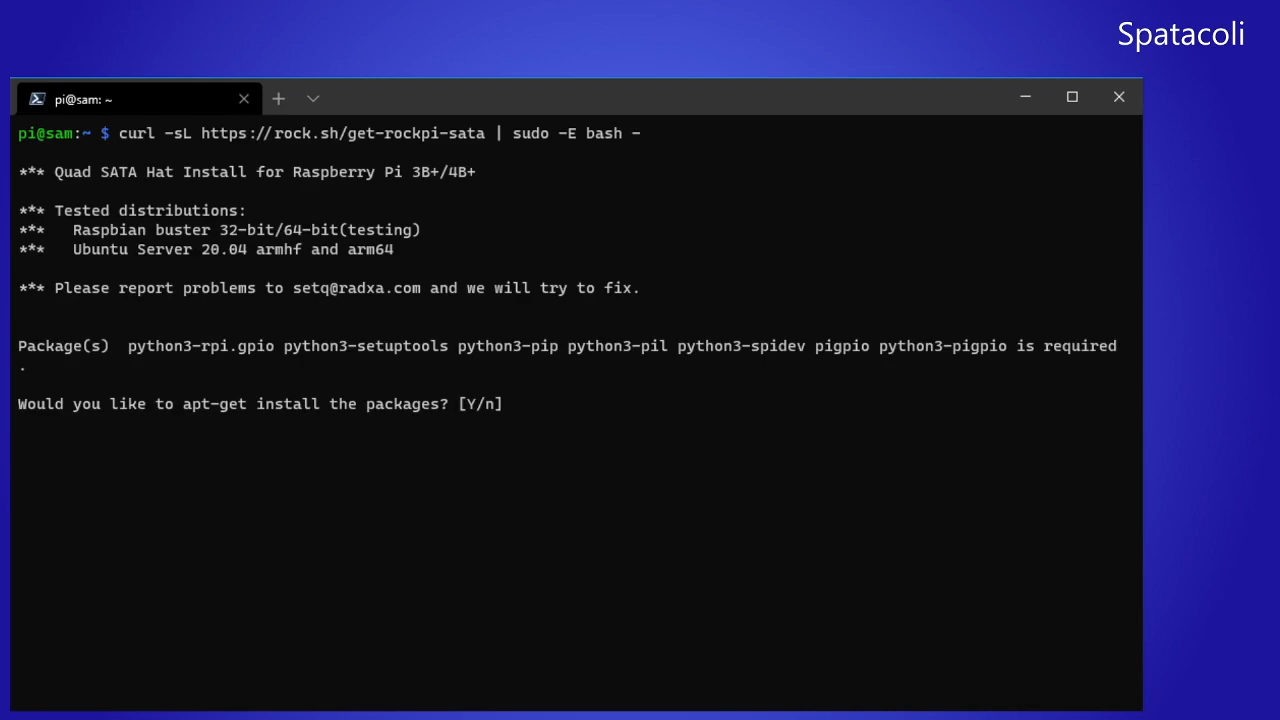 Spatacoli
pi@sam: ~
pi@sam:~ $ curl -sL https://rock.sh/get-rockpi-sata | sudo -E bash -
*** Quad SATA Hat Install for Raspberry Pi 3B+/4B+
*** Tested distributions:
***   Raspbian buster 32-bit/64-bit(testing)
***   Ubuntu Server 20.04 armhf and arm64
*** Please report problems to setq@radxa.com and we will try to fix.
Package(s)  python3-rpi.gpio python3-setuptools python3-pip python3-pil python3-spidev pigpio python3-pigpio is required
.
Would you like to apt-get install the packages? [Y/n]